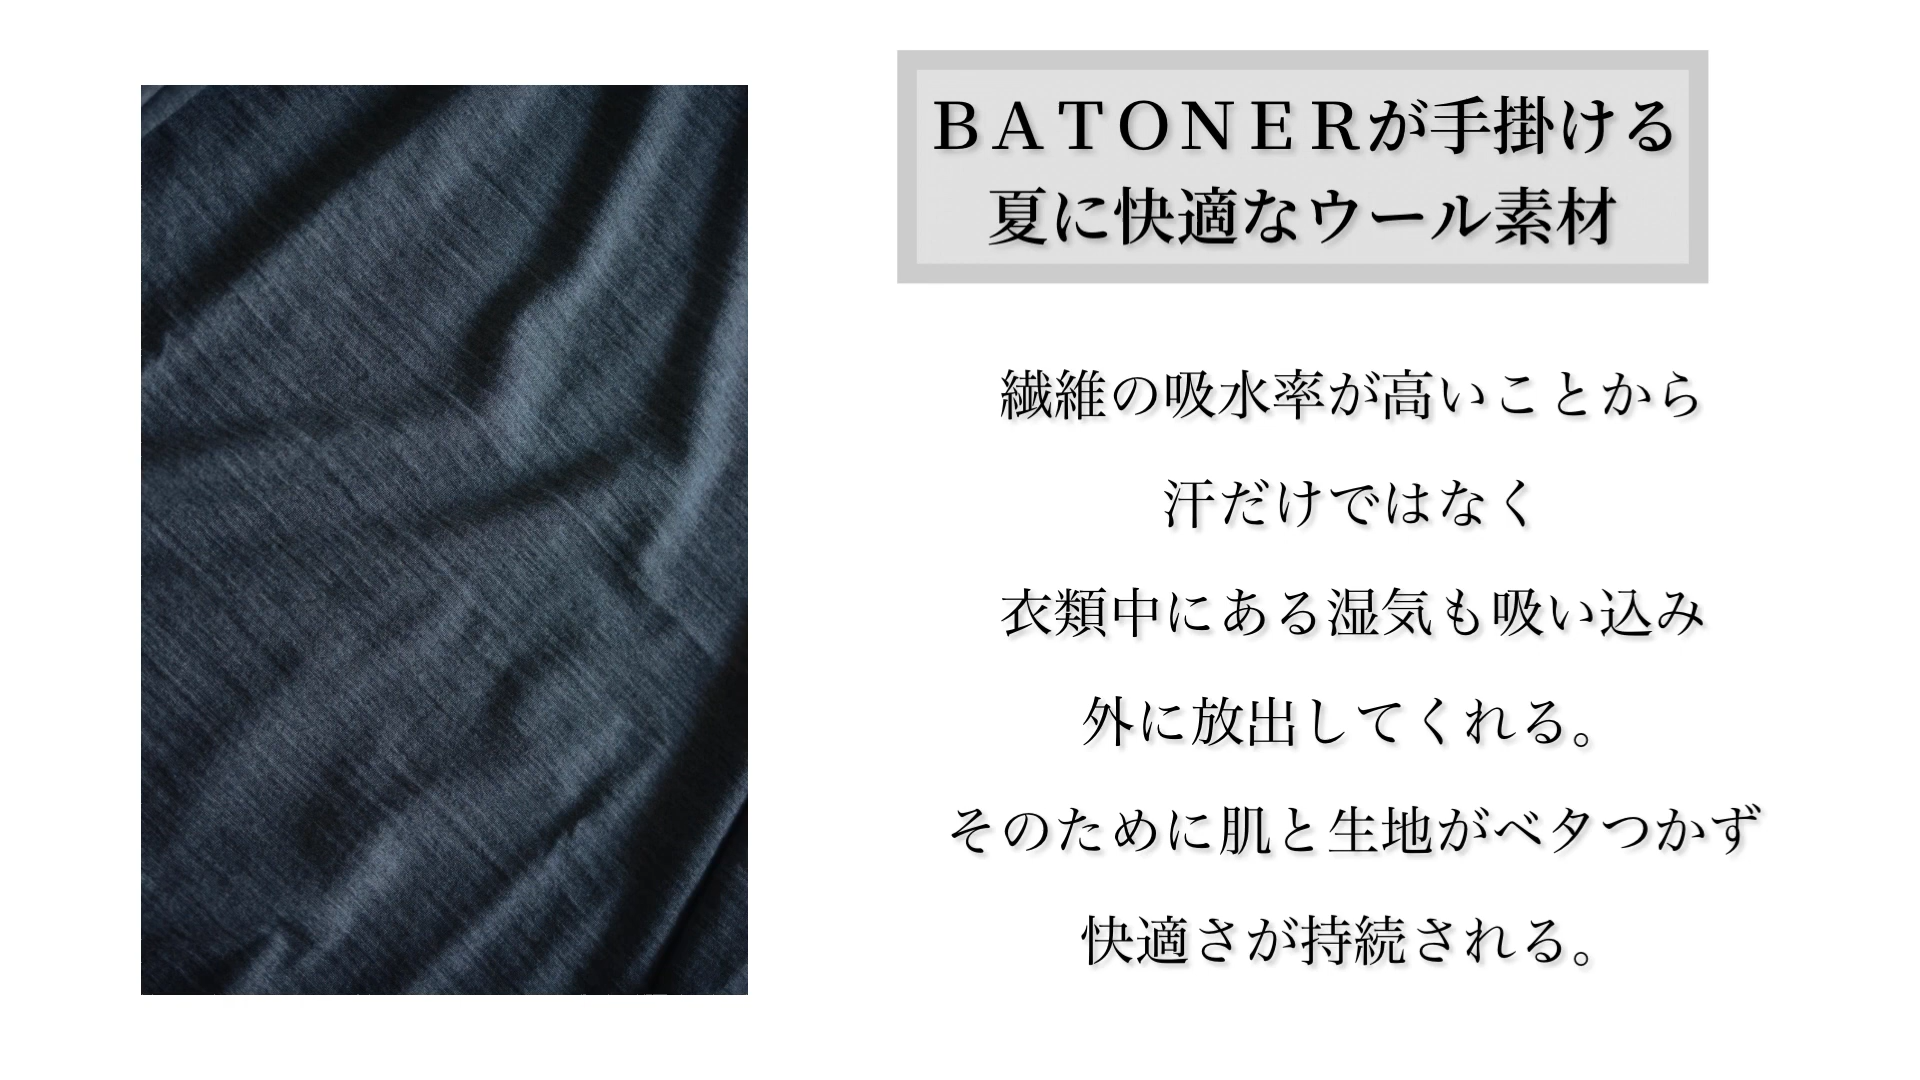 ＢＡＴＯＮＥＲが手掛ける
夏に快適なウール素材
繊維の吸水率が高いことから
汗だけではなく
衣類中にある湿気も吸い込み
外に放出してくれる。
そのために肌と生地がベタつかず
快適さが持続される。